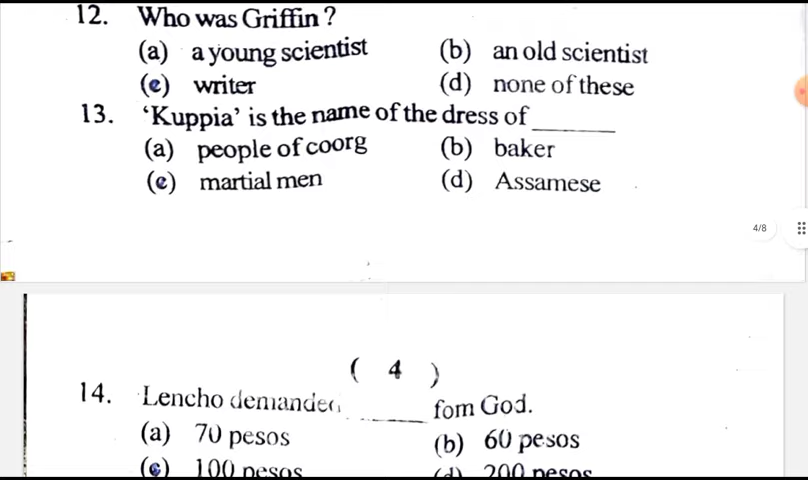 12. Who was Griffin ?
(a) a young scientist (b) an old scientist
(c) writer (d) none of these
13. 'Kuppia' is the name of the dress of ______
(a) people of coorg (b) baker
(c) martial men (d) Assamese
4/8
( 4 )
14. Lencho demanded ______ fom God.
(a) 70 pesos (b) 60 pesos
(c) 100 pesos (d) 200 pesos